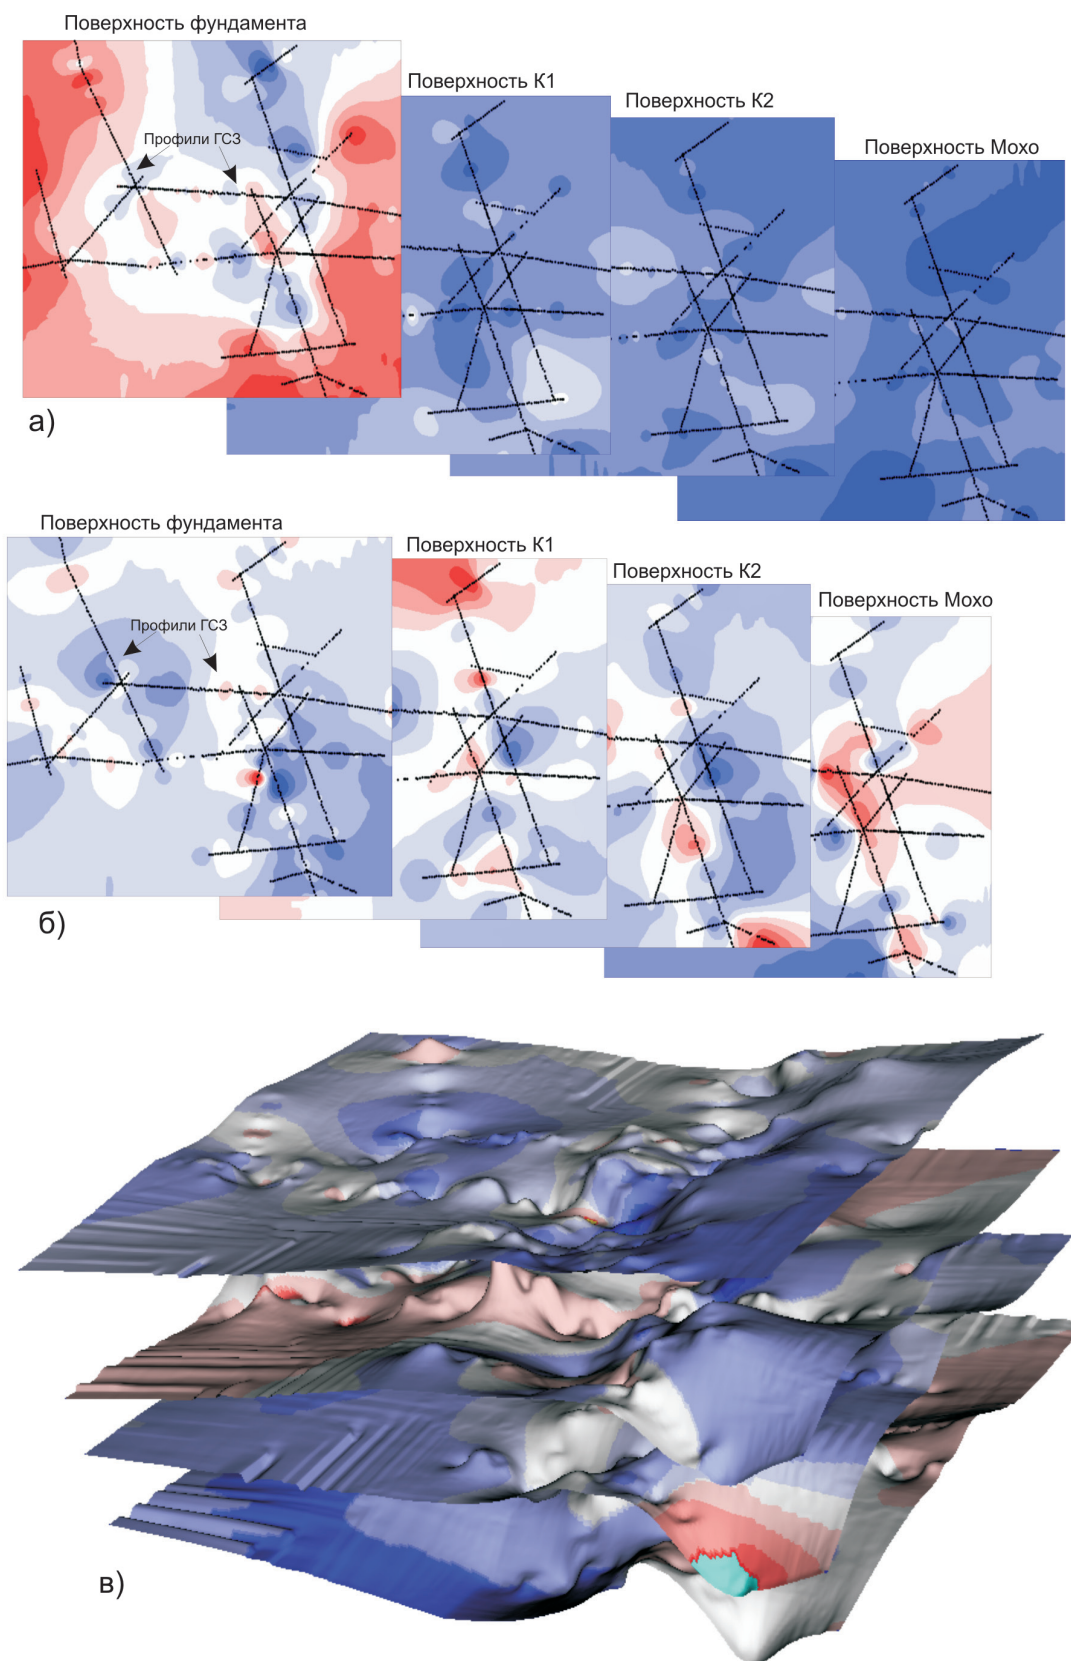 Поверхность фундамента
Поверхность К1
Поверхность К2
Поверхность Мохо
Профили ГСЗ
а)
Поверхность фундамента
Поверхность К1
Поверхность К2
Поверхность Мохо
Профили ГСЗ
б)
в)